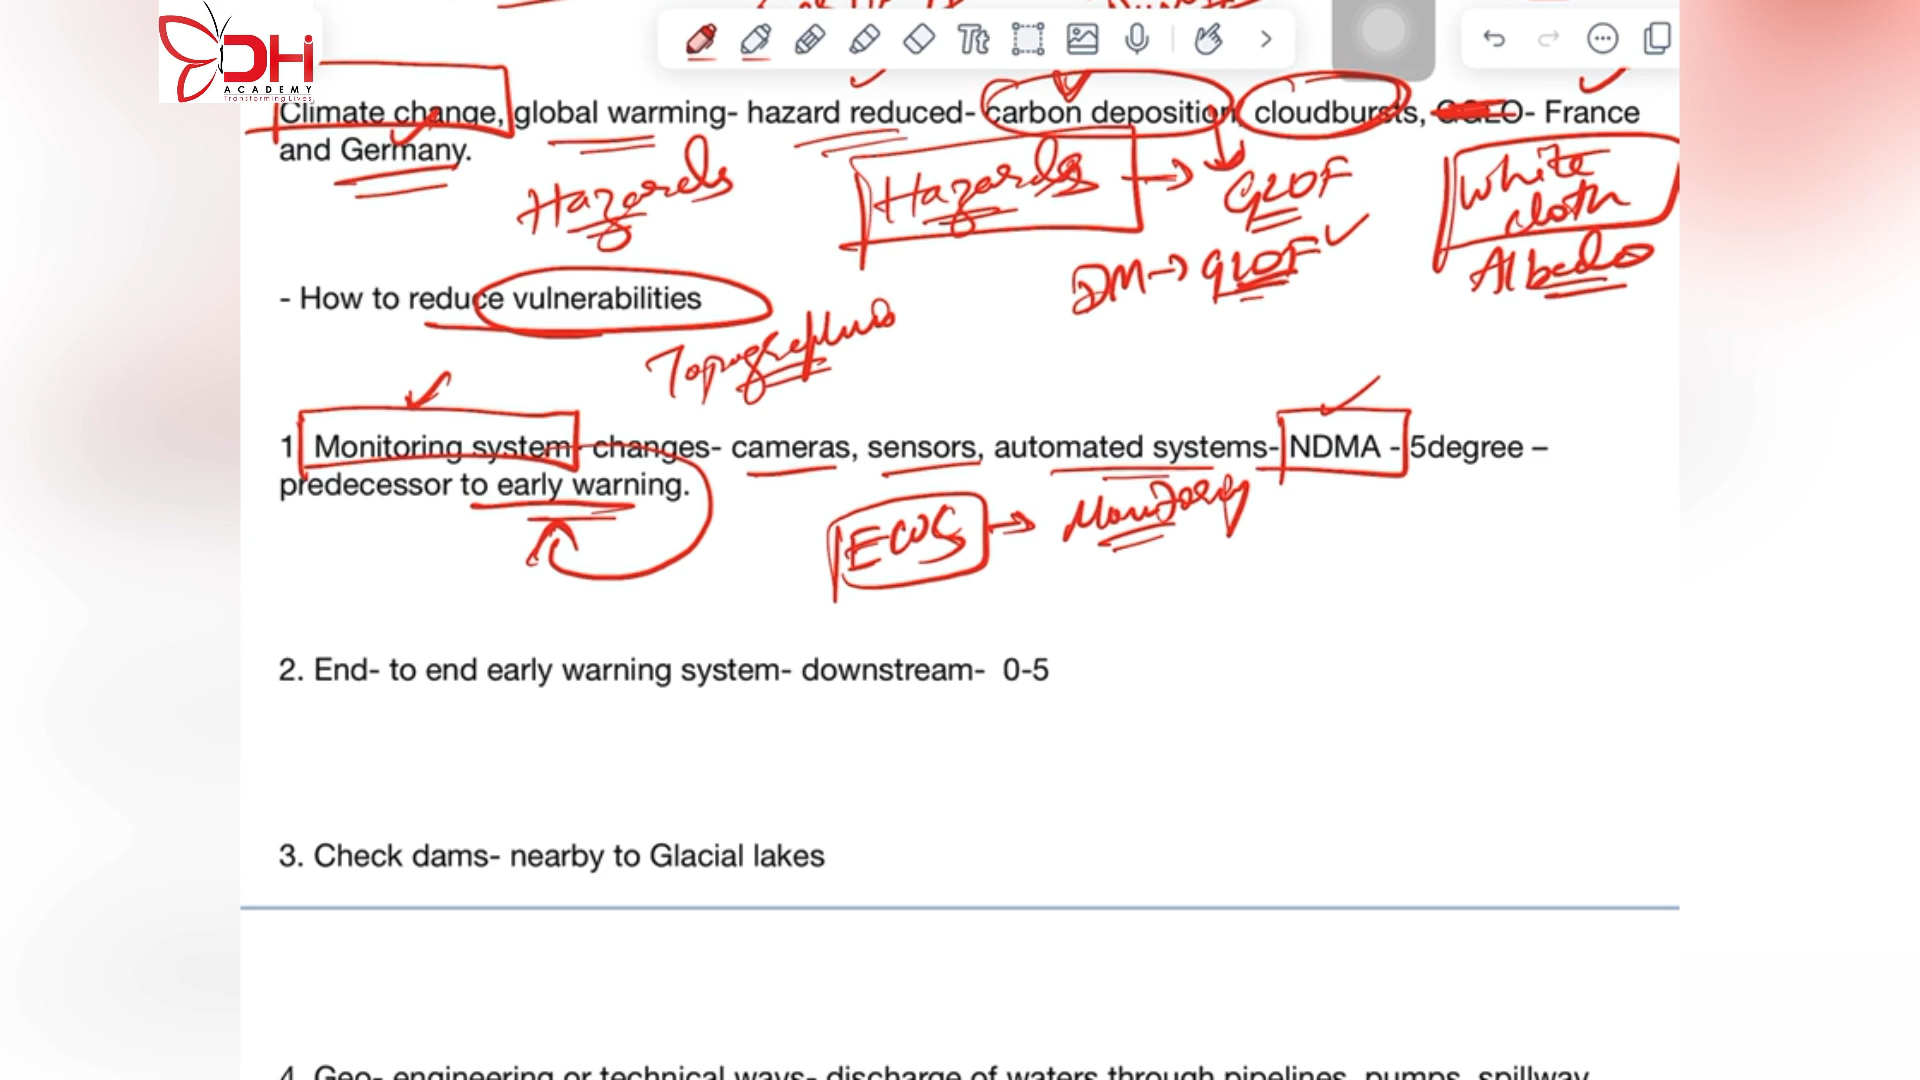 DHi
ACADEMY
Transforming Lives
Tt
Climate change, global warming- hazard reduced- carbon deposition, cloudbursts, O- France
and Germany.
Hazards
Hazards
GLOF
White
cloth
Albedo
DM→ GLOF
- How to reduce vulnerabilities
1 Monitoring system- changes- cameras, sensors, automated systems- NDMA - 5degree –
predecessor to early warning.
EWS → Monitoring
2. End- to end early warning system- downstream- 0-5
3. Check dams- nearby to Glacial lakes
4. Geo- engineering or technical ways- discharge of waters through pipelines, pumps, spillway